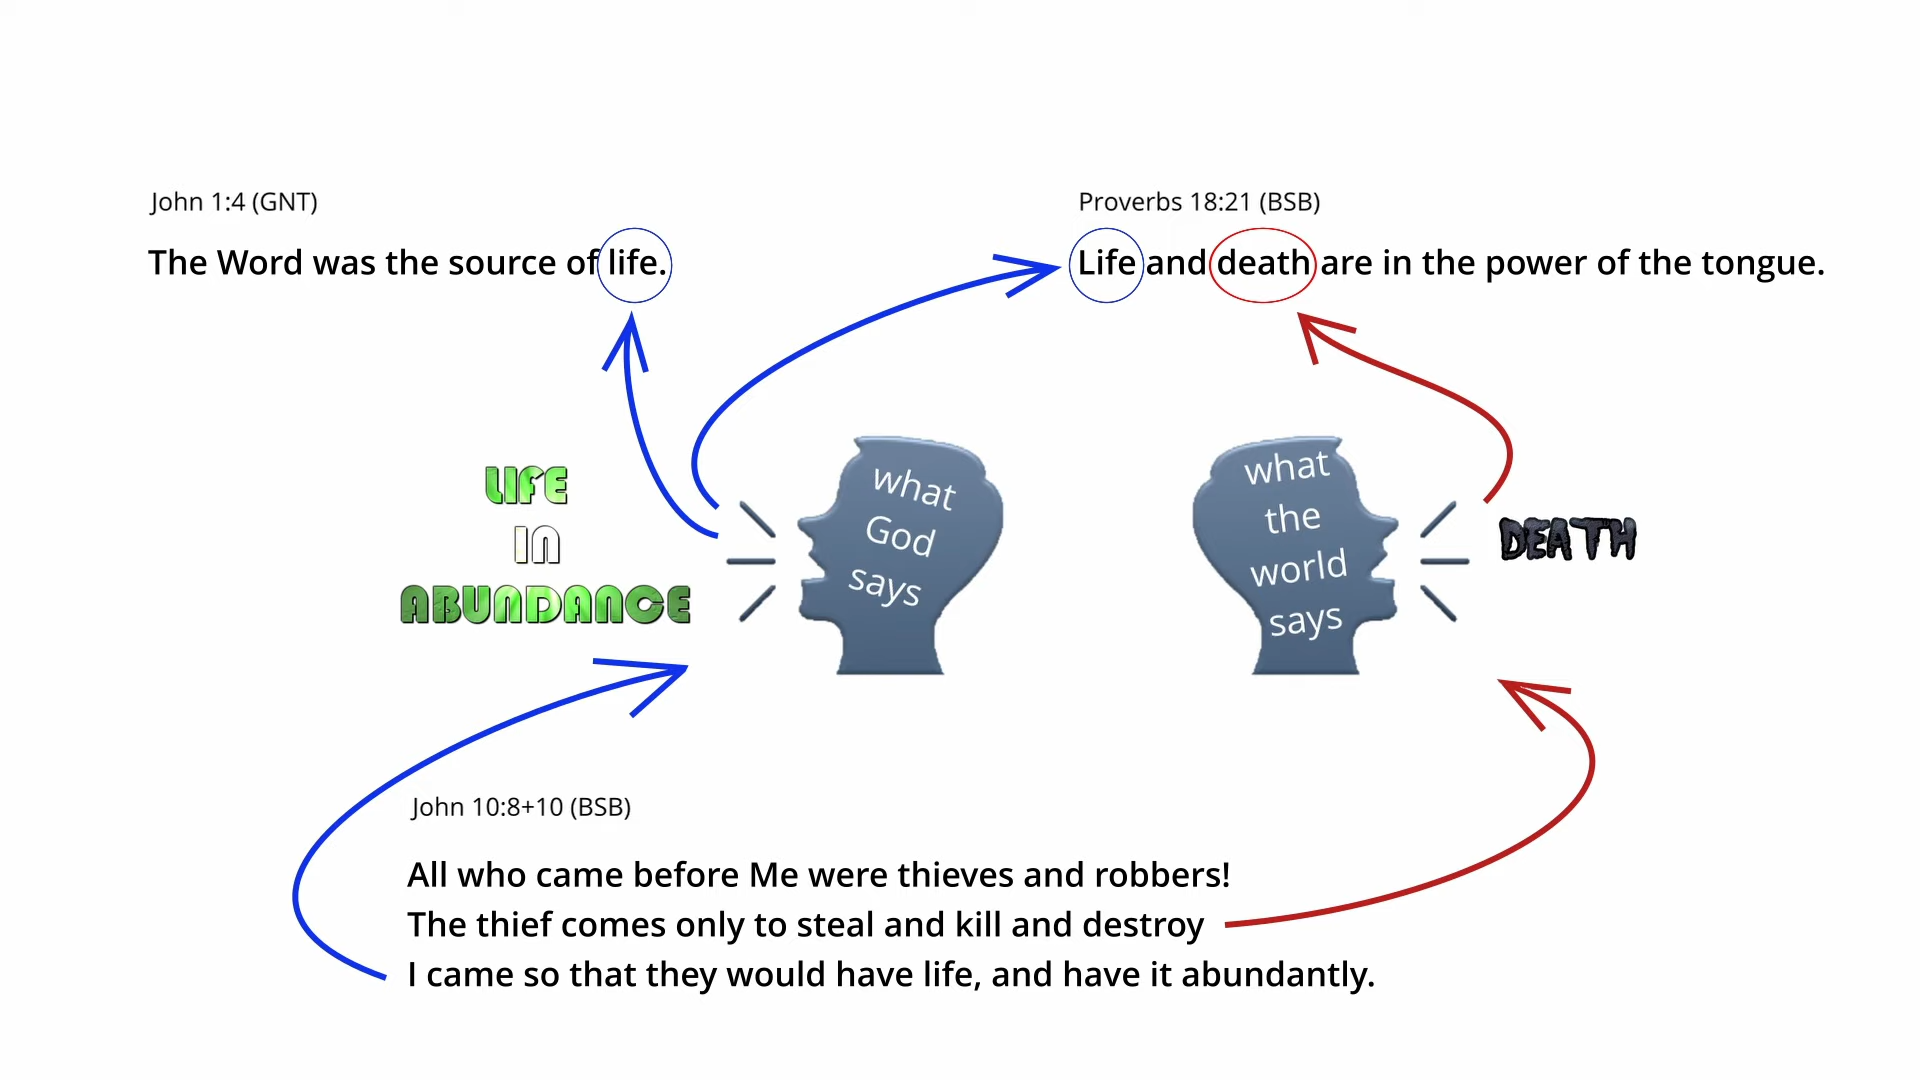 John 1:4 (GNT)
The Word was the source of life.
Proverbs 18:21 (BSB)
Life and death are in the power of the tongue.
LIFE
IN
ABUNDANCE
what
God
says
what
the
world
says
DEATH
John 10:8+10 (BSB)
All who came before Me were thieves and robbers!
The thief comes only to steal and kill and destroy
I came so that they would have life, and have it abundantly.